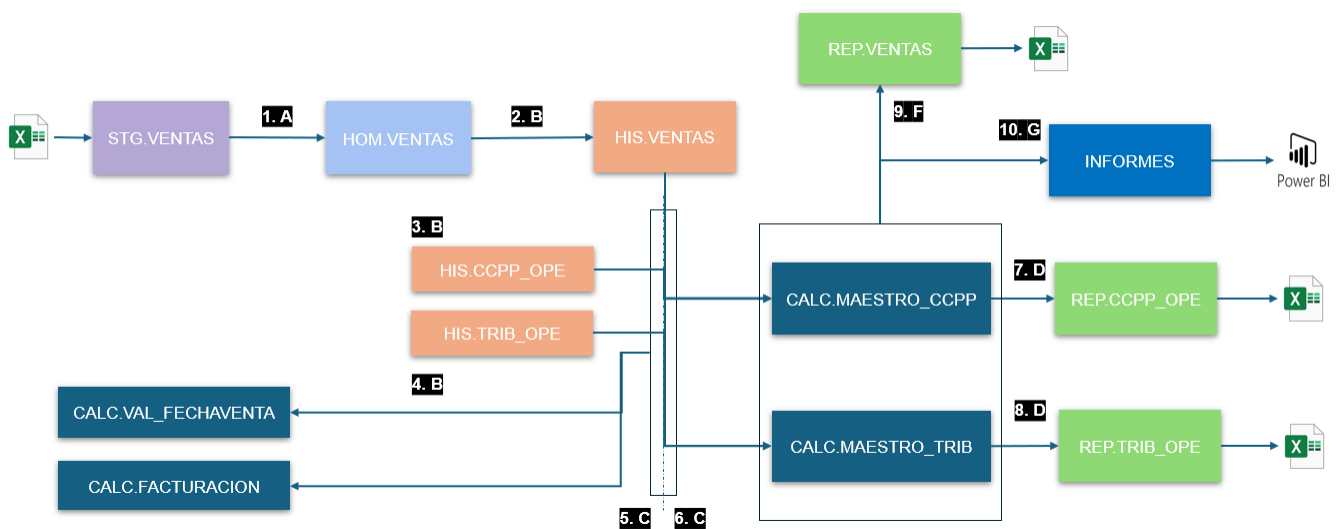 REP.VENTAS
1. A
2. B
9. F
STG.VENTAS
HOM.VENTAS
HIS.VENTAS
10. G
INFORMES
Power BI
3. B
HIS.CCPP_OPE
7. D
CALC.MAESTRO_CCPP
REP.CCPP_OPE
HIS.TRIB_OPE
4. B
CALC.VAL_FECHAVENTA
8. D
CALC.MAESTRO_TRIB
REP.TRIB_OPE
CALC.FACTURACION
5. C
6. C